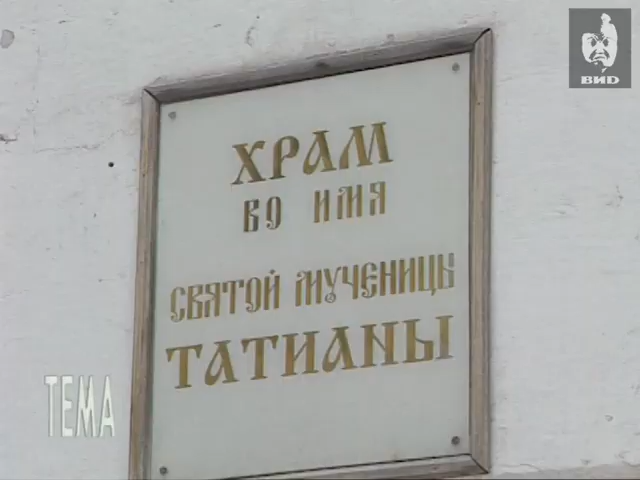 ВИD
ХРАМ
ВО ИМЯ
СВЯТОЙ МУЧЕНИЦЫ
ТАТИАНЫ
ТЕМА